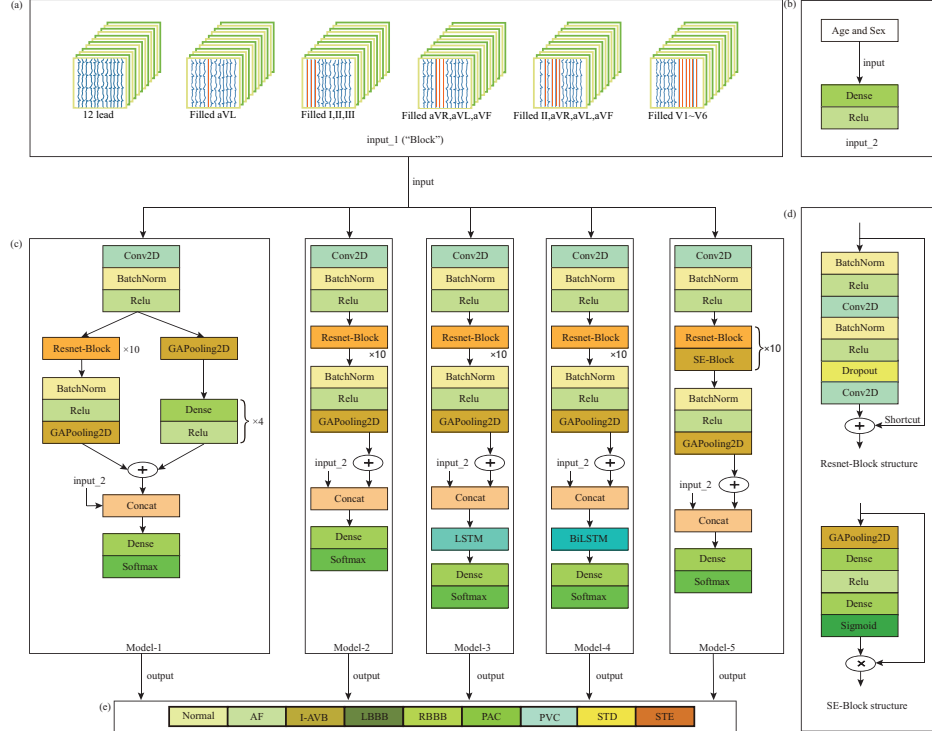 (a)
12 lead
Filled aVL
Filled I,II,III
Filled aVR,aVL,aVF
Filled II,aVR,aVL,aVF
Filled V1~V6
input_1 (“Block”)
input
(b)
Age and Sex
input
Dense
Relu
input_2
(c)
Conv2D
BatchNorm
Relu
Resnet-Block
×10
GAPooling2D
BatchNorm
Relu
GAPooling2D
Dense
Relu
×4
+
input_2
Concat
Dense
Softmax
Model-1
Conv2D
BatchNorm
Relu
Resnet-Block
×10
BatchNorm
Relu
GAPooling2D
+
input_2
Concat
Dense
Softmax
Model-2
Conv2D
BatchNorm
Relu
Resnet-Block
×10
BatchNorm
Relu
GAPooling2D
+
input_2
Concat
LSTM
Dense
Softmax
Model-3
Conv2D
BatchNorm
Relu
Resnet-Block
×10
BatchNorm
Relu
GAPooling2D
+
input_2
Concat
BiLSTM
Dense
Softmax
Model-4
Conv2D
BatchNorm
Relu
Resnet-Block
SE-Block
×10
BatchNorm
Relu
GAPooling2D
+
input_2
Concat
Dense
Softmax
Model-5
(d)
BatchNorm
Relu
Conv2D
BatchNorm
Relu
Dropout
Conv2D
Shortcut
+
Resnet-Block structure
GAPooling2D
Dense
Relu
Dense
Sigmoid
×
SE-Block structure
output
output
output
output
output
(e)
Normal
AF
I-AVB
LBBB
RBBB
PAC
PVC
STD
STE